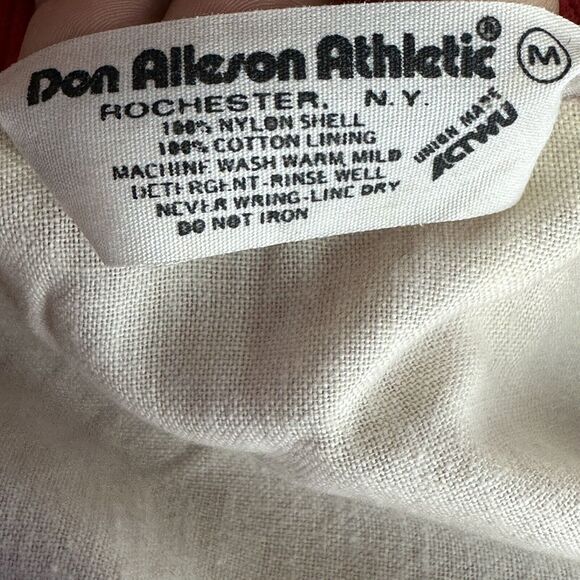 Don Alleson Athletic® M
ROCHESTER, N.Y.
100% NYLON SHELL
100% COTTON LINING
MACHINE WASH WARM, MILD
DETERGENT-RINSE WELL
NEVER WRING-LINE DRY
DO NOT IRON
UNION MADE
ACTWU